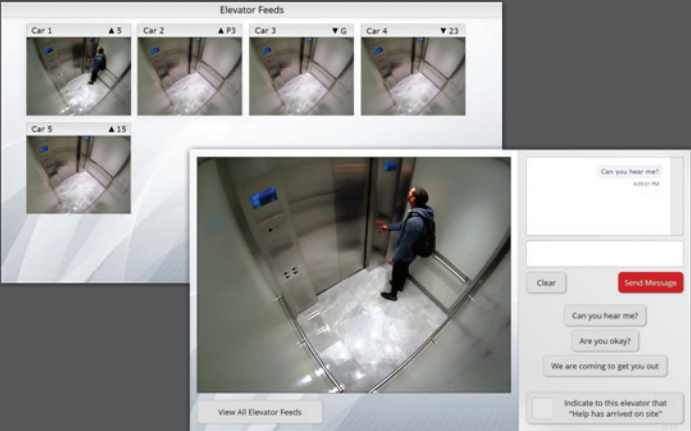 Elevator Feeds
Car 1 ▲ 5
Car 2 ▲ P3
Car 3 ▼ G
Car 4 ▼ 23
Car 5 ▲ 15
Can you hear me?
Clear
Send Message
Can you hear me?
Are you okay?
We are coming to get you out
Indicate to this elevator that
"Help has arrived on site"
View All Elevator Feeds